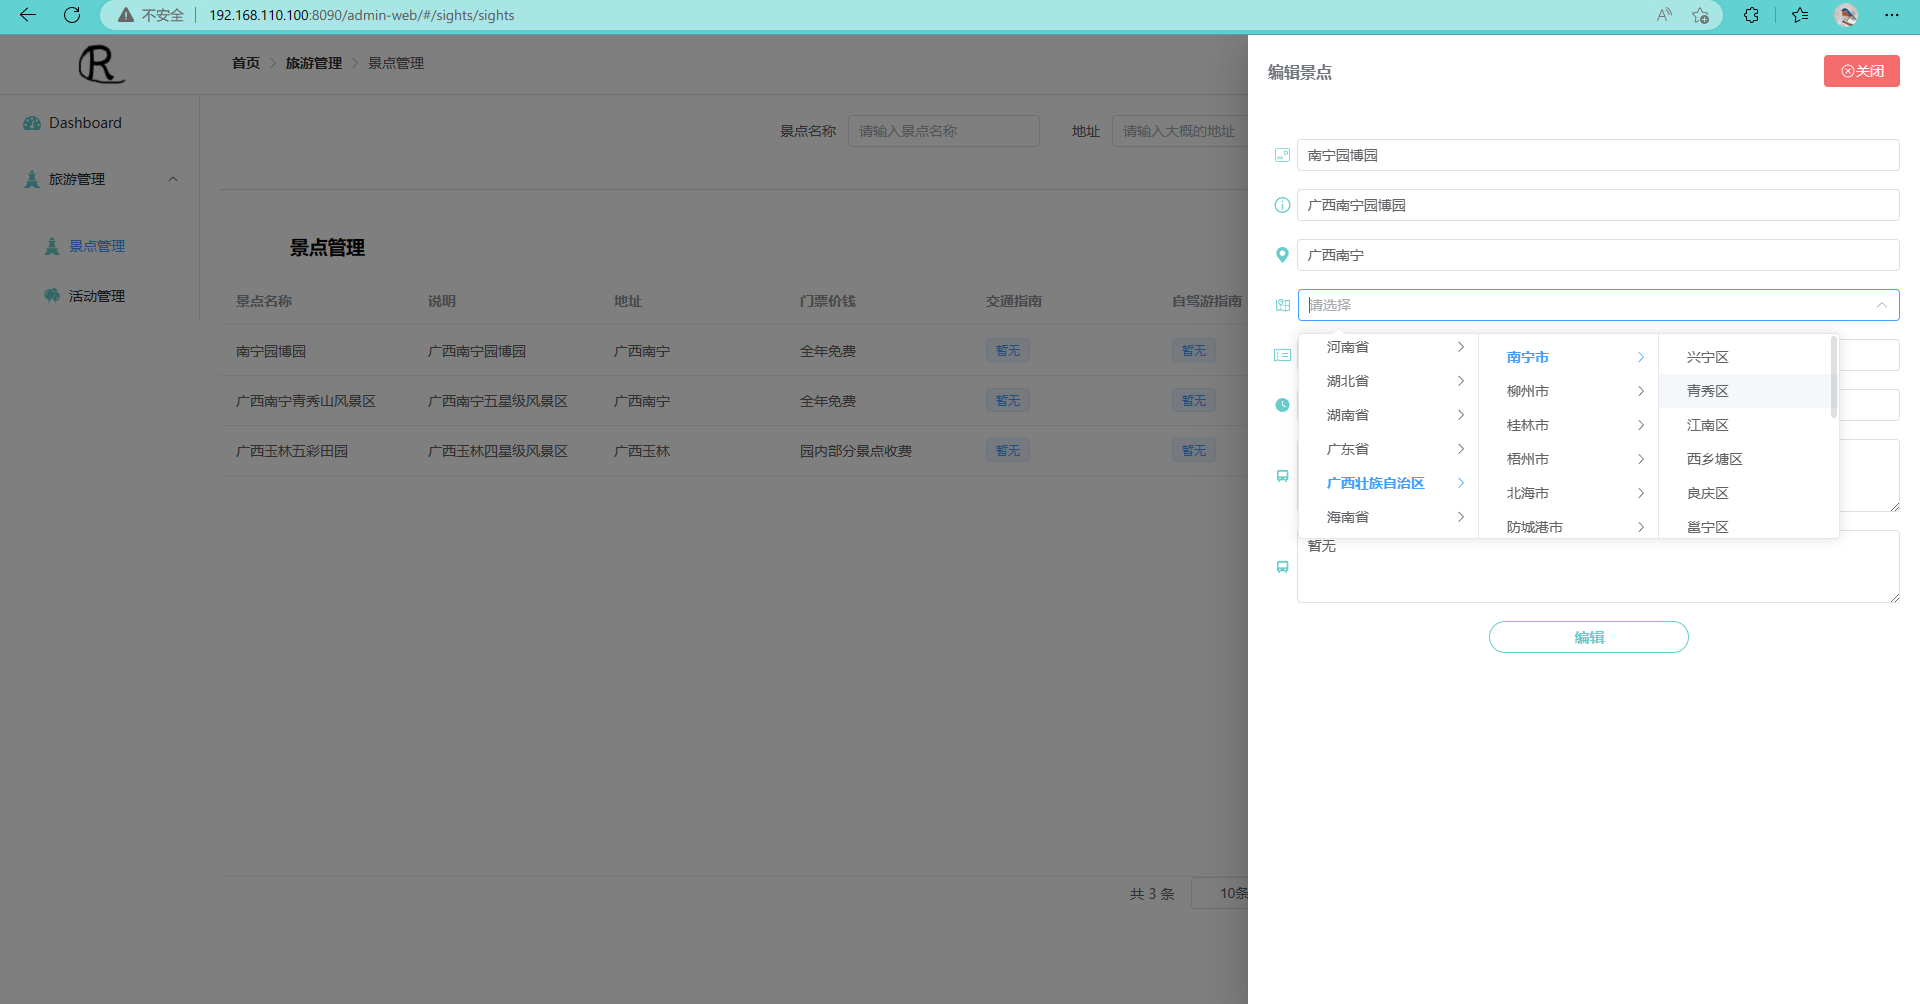 不安全 192.168.110.100:8090/admin-web/#/sights/sights
R
首页 旅游管理 景点管理
Dashboard
旅游管理
景点管理
活动管理
景点名称 请输入景点名称 地址 请输入大概的地址
景点管理
景点名称 说明 地址 门票价钱 交通指南 自驾游指南
南宁园博园 广西南宁园博园 广西南宁 全年免费 暂无 暂无
广西南宁青秀山风景区 广西南宁五星级风景区 广西南宁 全年免费 暂无 暂无
广西玉林五彩田园 广西玉林四星级风景区 广西玉林 园内部分景点收费 暂无 暂无
共 3 条 10条
编辑景点 关闭
南宁园博园
广西南宁园博园
广西南宁
请选择
河南省 南宁市 兴宁区
湖北省 柳州市 青秀区
湖南省 桂林市 江南区
广东省 梧州市 西乡塘区
广西壮族自治区 北海市 良庆区
海南省 防城港市 邕宁区
暂无
编辑